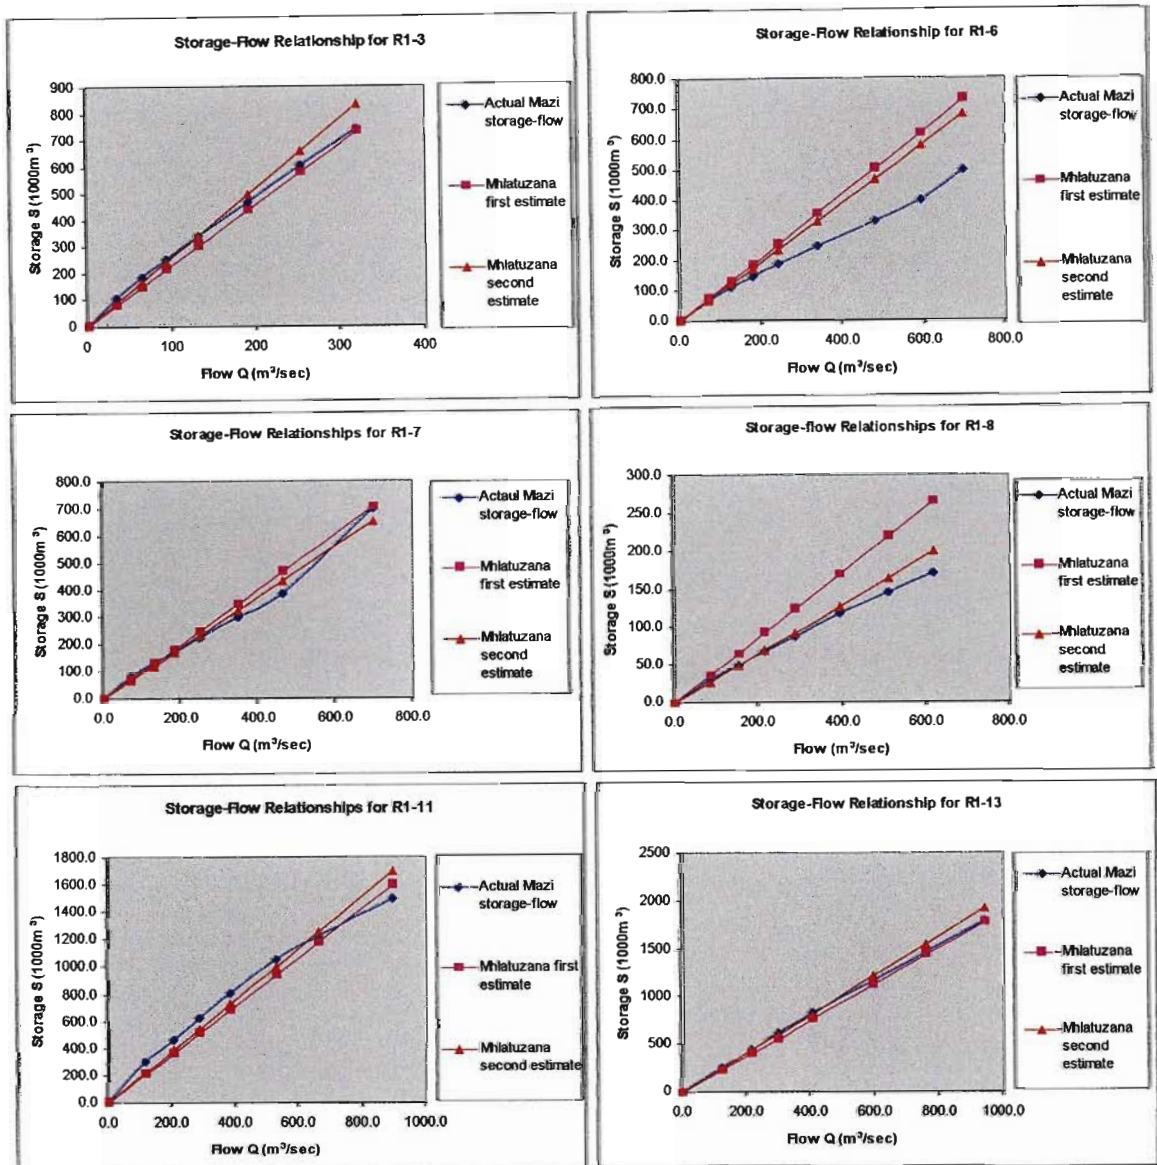 Storage-Flow Relationship for R1-3
900
800
700
600
500
400
300
200
100
0
0 100 200 300 400
Storage S (1000m³)
Flow Q (m³/sec)
Actual Mazi
storage-flow
Mhlatuzana
first estimate
Mhlatuzana
second
estimate
Storage-Flow Relationship for R1-6
800.0
700.0
600.0
500.0
400.0
300.0
200.0
100.0
0.0
0.0 200.0 400.0 600.0 800.0
Storage S (1000m³)
Flow Q (m³/sec)
Actual Mazi
storage-flow
Mhlatuzana
first estimate
Mhlatuzana
second
estimate
Storage-Flow Relationships for R1-7
800.0
700.0
600.0
500.0
400.0
300.0
200.0
100.0
0.0
0.0 200.0 400.0 600.0 800.0
Storage S (1000m³)
Flow Q (m³/sec)
Actaul Mazi
storage-flow
Mhlatuzana
first estimate
Mhlatuzana
second
estimate
Storage-flow Relationships for R1-8
300.0
250.0
200.0
150.0
100.0
50.0
0.0
0.0 200.0 400.0 600.0 800.0
Storage S (1000m³)
Flow (m³/sec)
Actual Mazi
storage-flow
Mhlatuzana
first estimate
Mhlatuzana
second
estimate
Storage-Flow Relationships for R1-11
1800.0
1600.0
1400.0
1200.0
1000.0
800.0
600.0
400.0
200.0
0.0
0.0 200.0 400.0 600.0 800.0 1000.0
Storage S (1000m³)
Flow Q (m³/sec)
Actual Mazi
storage-flow
Mhlatuzana first
estimate
Mhlatuzana
second estimate
Storage-Flow Relationship for R1-13
2500
2000
1500
1000
500
0
0.0 200.0 400.0 600.0 800.0 1000.0
Storage S (1000m³)
Flow Q (m³/sec)
Actual Mazi
storage-flow
Mhlatuzana
first estimate
Mhlatuzana
second
estimate